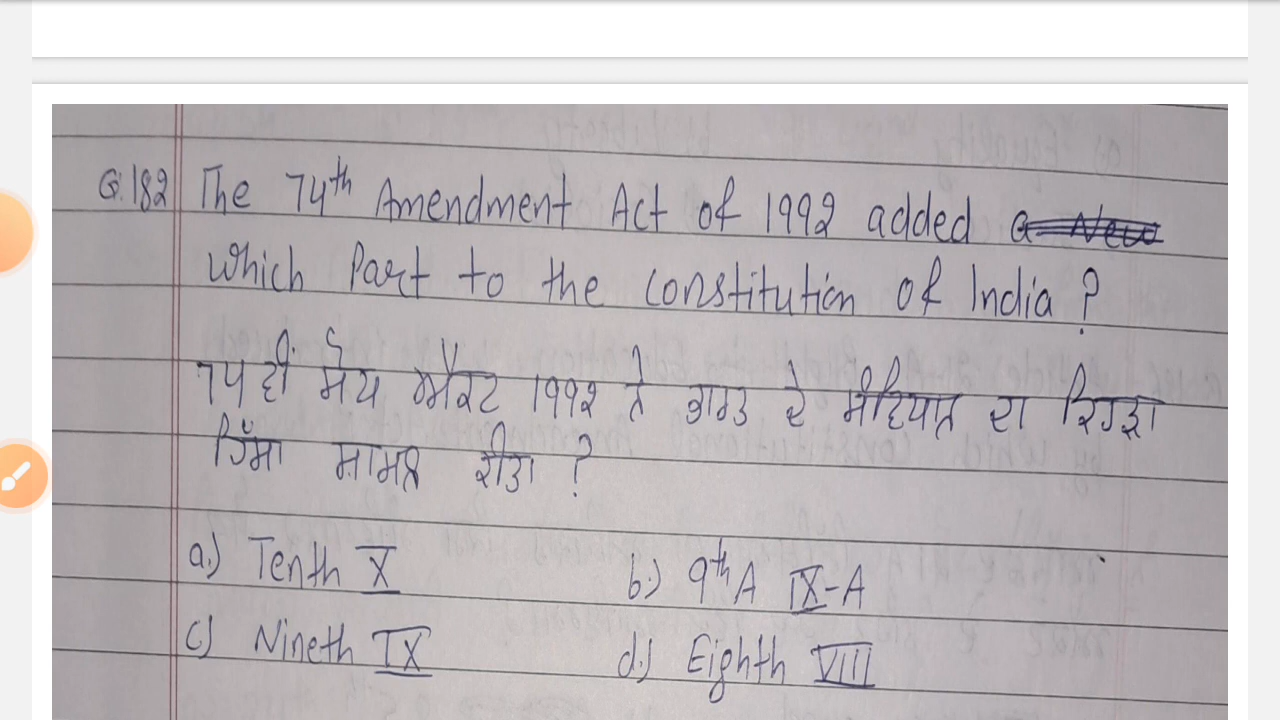 Q.182 The 74th Amendment Act of 1992 added a New
which Part to the Constitution of India ?
74ਵੀਂ ਸੋਧ ਐਕਟ 1992 ਨੇ ਭਾਰਤ ਦੇ ਸੰਵਿਧਾਨ ਦਾ ਕਿਹੜਾ
ਹਿੱਸਾ ਸ਼ਾਮਲ ਕੀਤਾ ?
a.) Tenth X b.) 9th A IX-A
c) Nineth IX d.) Eighth VIII